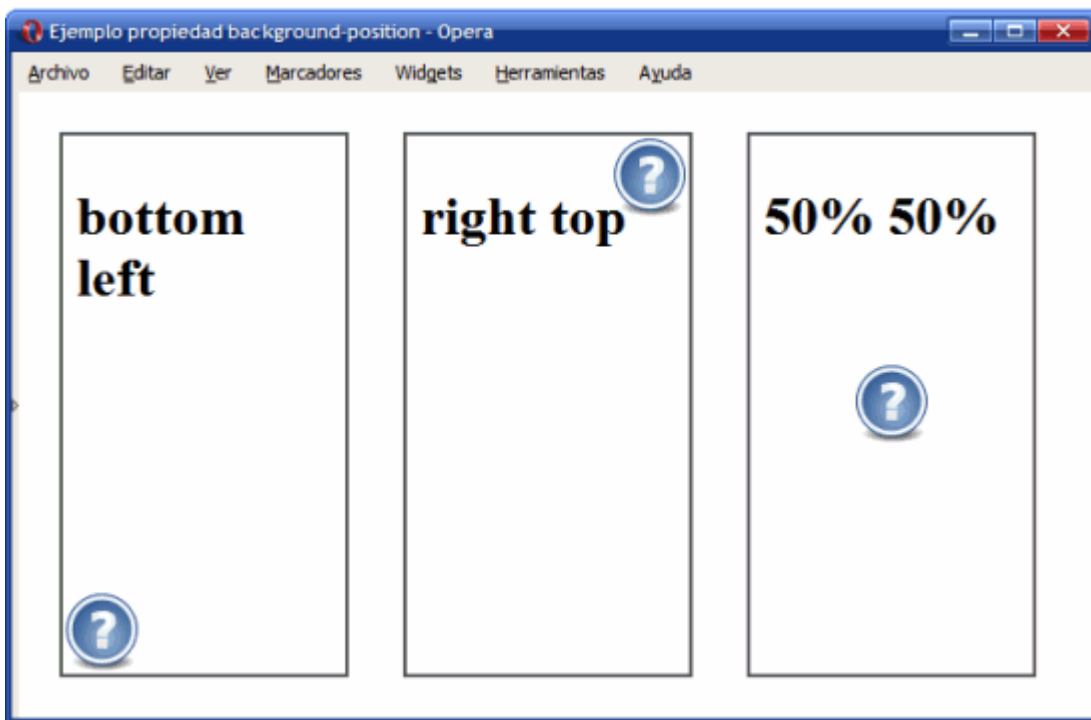 Ejemplo propiedad background-position - Opera
Archivo Editar Ver Marcadores Widgets Herramientas Ayuda
bottom
left
?
right top
?
50% 50%
?